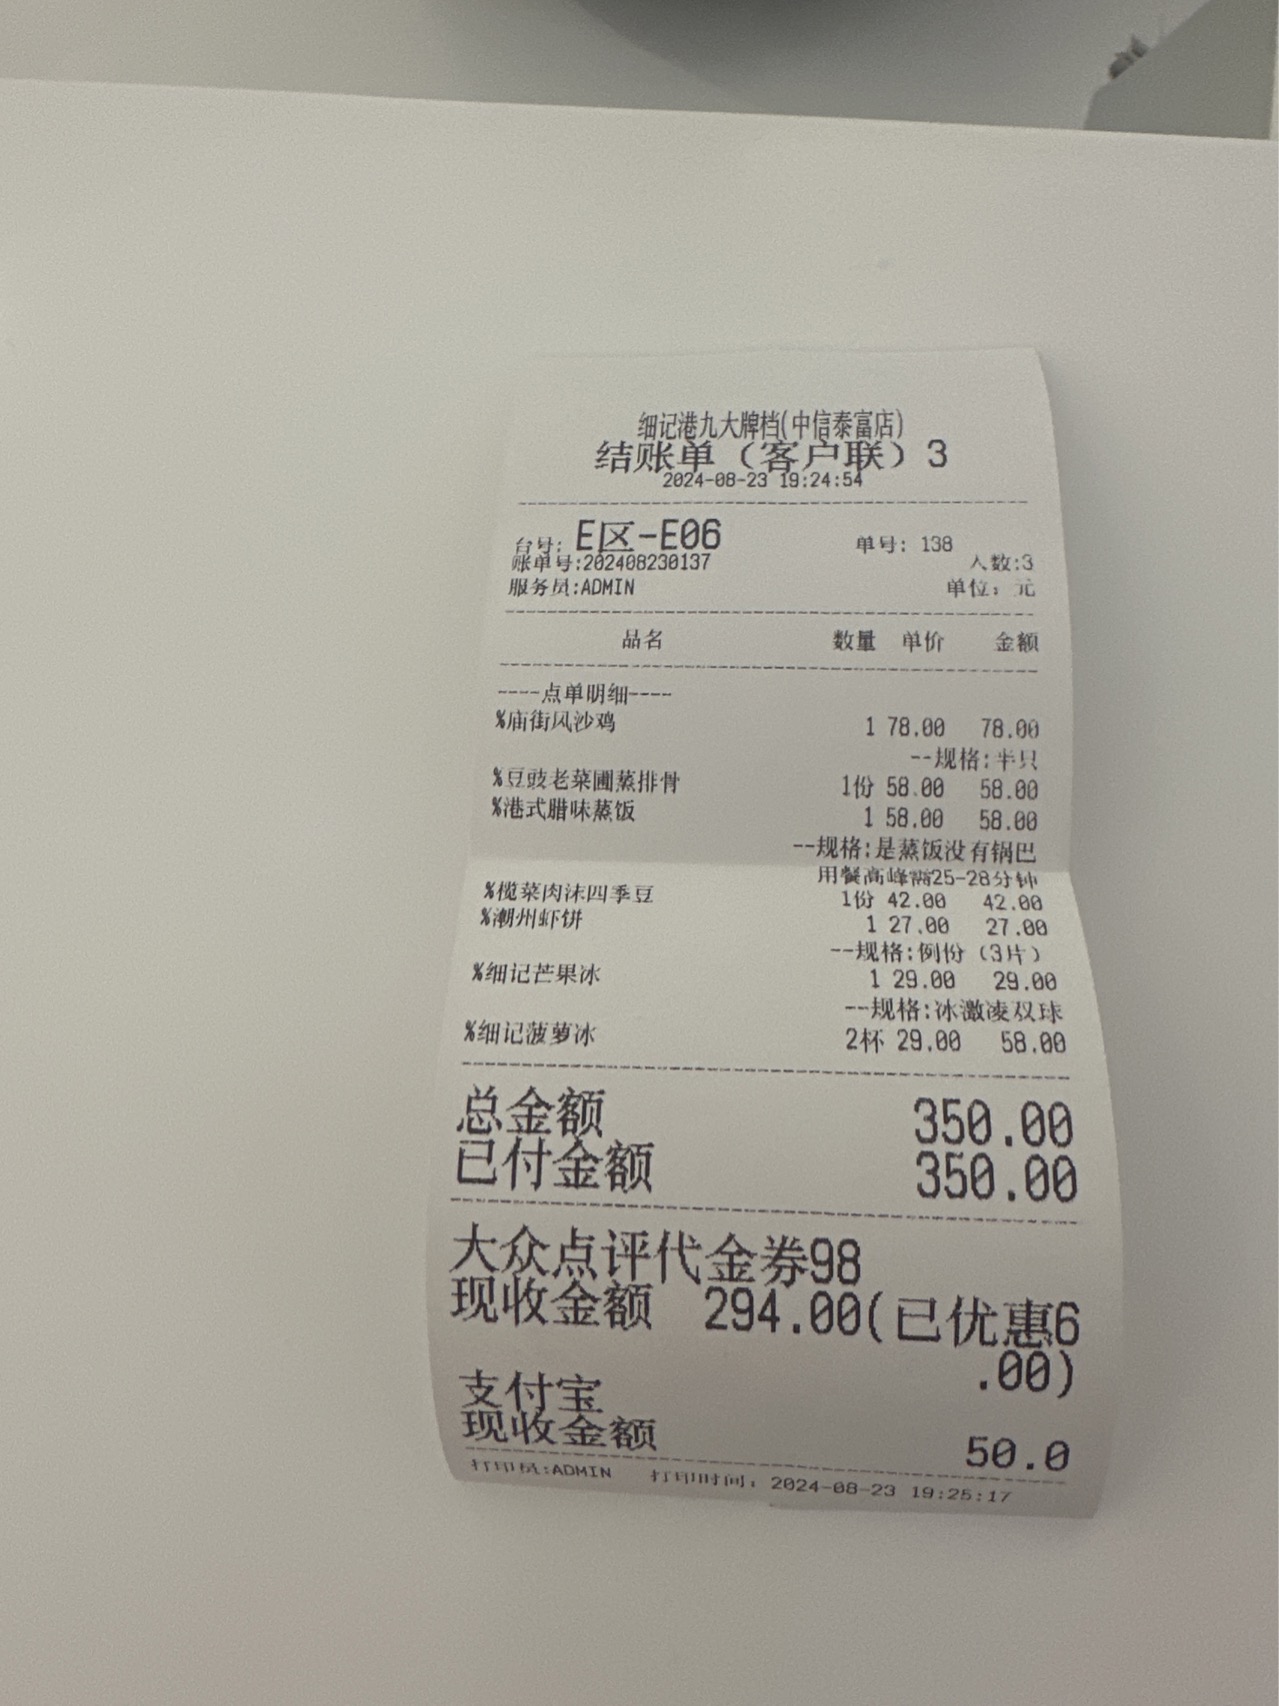 细记港九大牌档(中信泰富店)
结账单（客户联）3
2024-08-23 19:24:54
台号: E区-E06 单号: 138
账单号:202408230137 人数:3
服务员:ADMIN 单位: 元
品名 数量 单价 金额
----点单明细----
%庙街风沙鸡 1 78.00 78.00
--规格:半只
%豆豉老菜圃蒸排骨 1份 58.00 58.00
%港式腊味蒸饭 1 58.00 58.00
--规格:是蒸饭没有锅巴
用餐高峰需25-28分钟
%榄菜肉沫四季豆 1份 42.00 42.00
%潮州虾饼 1 27.00 27.00
--规格:例份（3片）
%细记芒果冰 1 29.00 29.00
--规格:冰激凌双球
%细记菠萝冰 2杯 29.00 58.00
总金额 350.00
已付金额 350.00
大众点评代金券98
现收金额 294.00(已优惠6
.00)
支付宝
现收金额 50.0
打印员:ADMIN 打印时间: 2024-08-23 19:25:17